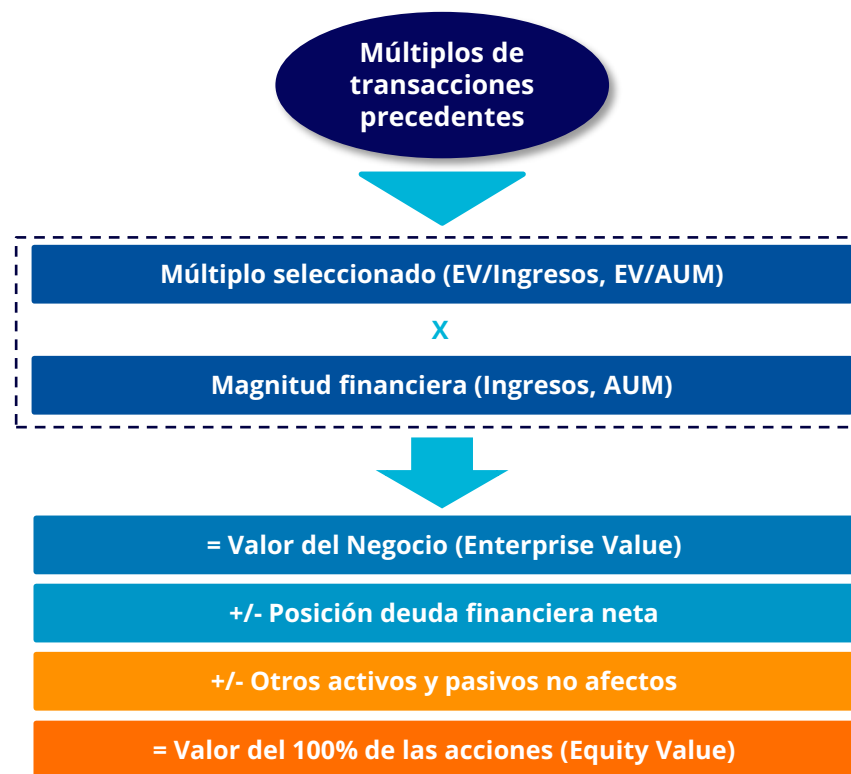 Múltiplos de
transacciones
precedentes
Múltiplo seleccionado (EV/Ingresos, EV/AUM)
X
Magnitud financiera (Ingresos, AUM)
= Valor del Negocio (Enterprise Value)
+/- Posición deuda financiera neta
+/- Otros activos y pasivos no afectos
= Valor del 100% de las acciones (Equity Value)